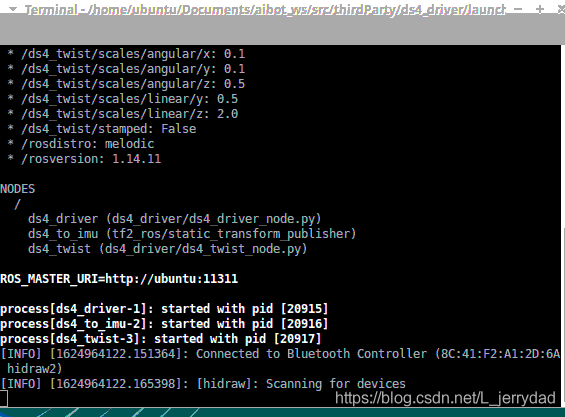 Terminal - /home/ubuntu/Documents/aibot_ws/src/thirdParty/ds4_driver/launch
* /ds4_twist/scales/angular/x: 0.1
* /ds4_twist/scales/angular/y: 0.1
* /ds4_twist/scales/angular/z: 0.5
* /ds4_twist/scales/linear/y: 0.5
* /ds4_twist/scales/linear/z: 2.0
* /ds4_twist/stamped: False
* /rosdistro: melodic
* /rosversion: 1.14.11
NODES
/
ds4_driver (ds4_driver/ds4_driver_node.py)
ds4_to_imu (tf2_ros/static_transform_publisher)
ds4_twist (ds4_driver/ds4_twist_node.py)
ROS_MASTER_URI=http://ubuntu:11311
process[ds4_driver-1]: started with pid [20915]
process[ds4_to_imu-2]: started with pid [20916]
process[ds4_twist-3]: started with pid [20917]
[INFO] [1624964122.151364]: Connected to Bluetooth Controller (8C:41:F2:A1:2D:6A
hidraw2)
[INFO] [1624964122.165398]: [hidraw]: Scanning for devices
https://blog.csdn.net/L_jerrydad